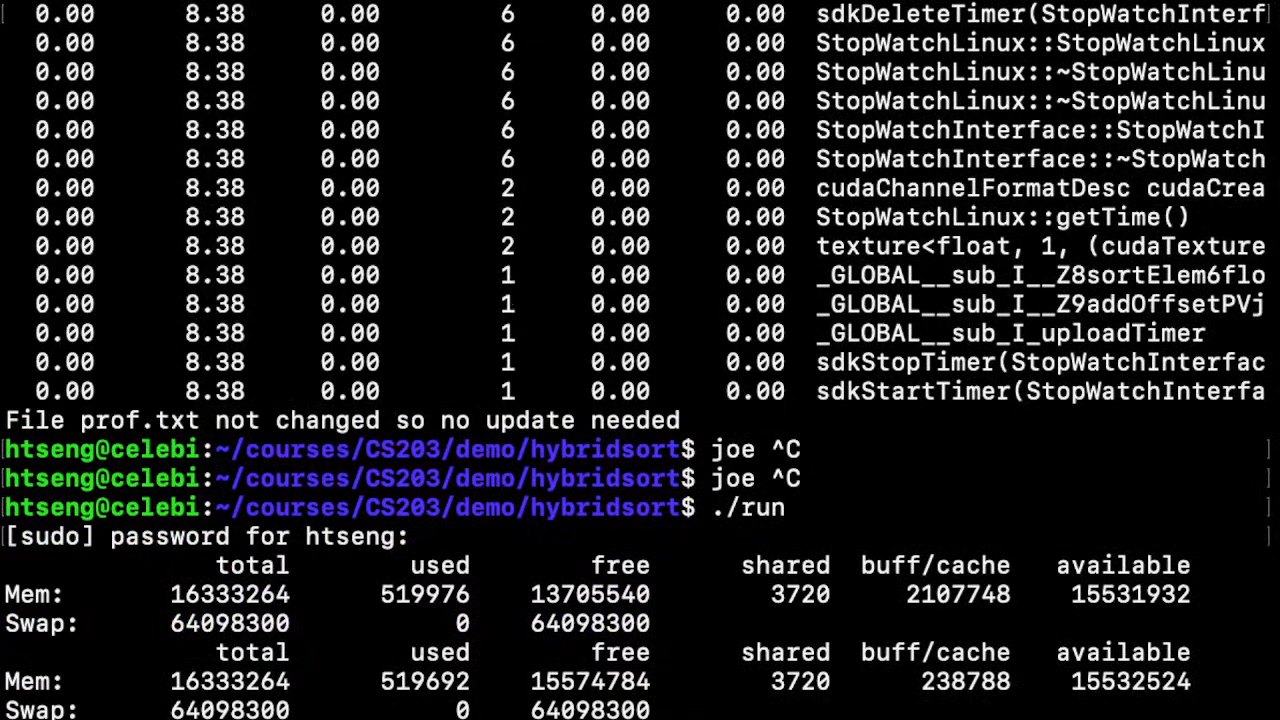 0.00 8.38 0.00 6 0.00 0.00 sdkDeleteTimer(StopWatchInterf
0.00 8.38 0.00 6 0.00 0.00 StopWatchLinux::StopWatchLinux
0.00 8.38 0.00 6 0.00 0.00 StopWatchLinux::~StopWatchLinu
0.00 8.38 0.00 6 0.00 0.00 StopWatchLinux::~StopWatchLinu
0.00 8.38 0.00 6 0.00 0.00 StopWatchInterface::StopWatchI
0.00 8.38 0.00 6 0.00 0.00 StopWatchInterface::~StopWatch
0.00 8.38 0.00 2 0.00 0.00 cudaChannelFormatDesc cudaCrea
0.00 8.38 0.00 2 0.00 0.00 StopWatchLinux::getTime()
0.00 8.38 0.00 2 0.00 0.00 texture<float, 1, (cudaTexture
0.00 8.38 0.00 1 0.00 0.00 _GLOBAL__sub_I__Z8sortElem6flo
0.00 8.38 0.00 1 0.00 0.00 _GLOBAL__sub_I__Z9addOffsetPVj
0.00 8.38 0.00 1 0.00 0.00 _GLOBAL__sub_I_uploadTimer
0.00 8.38 0.00 1 0.00 0.00 sdkStopTimer(StopWatchInterfac
0.00 8.38 0.00 1 0.00 0.00 sdkStartTimer(StopWatchInterfa
File prof.txt not changed so no update needed
htseng@celebi:~/courses/CS203/demo/hybridsort$ joe ^C
htseng@celebi:~/courses/CS203/demo/hybridsort$ joe ^C
htseng@celebi:~/courses/CS203/demo/hybridsort$ ./run
[sudo] password for htseng:
total used free shared buff/cache available
Mem: 16333264 519976 13705540 3720 2107748 15531932
Swap: 64098300 0 64098300
total used free shared buff/cache available
Mem: 16333264 519692 15574784 3720 238788 15532524
Swap: 64098300 0 64098300